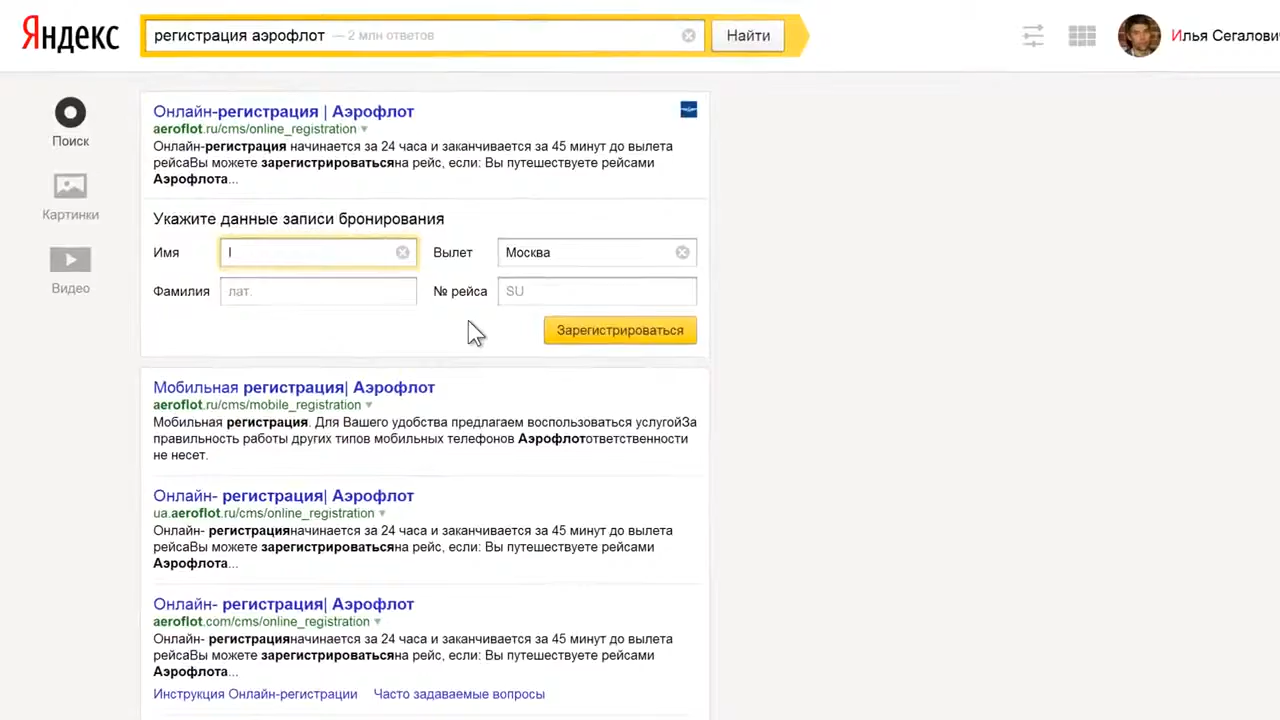 Яндекс
регистрация аэрофлот — 2 млн ответов
Найти
Илья Сегалович
Поиск
Картинки
Видео
Онлайн-регистрация | Аэрофлот
aeroflot.ru/cms/online_registration
Онлайн-регистрация начинается за 24 часа и заканчивается за 45 минут до вылета
рейсаВы можете зарегистрироватьсяна рейс, если: Вы путешествуете рейсами
Аэрофлота...
Укажите данные записи бронирования
Имя I Вылет Москва
Фамилия лат. № рейса SU
Зарегистрироваться
Мобильная регистрация| Аэрофлот
aeroflot.ru/cms/mobile_registration
Мобильная регистрация. Для Вашего удобства предлагаем воспользоваться услугойЗа
правильность работы других типов мобильных телефонов Аэрофлотответственности
не несет.
Онлайн- регистрация| Аэрофлот
ua.aeroflot.ru/cms/online_registration
Онлайн- регистрацияначинается за 24 часа и заканчивается за 45 минут до вылета
рейсаВы можете зарегистрироватьсяна рейс, если: Вы путешествуете рейсами
Аэрофлота...
Онлайн- регистрация| Аэрофлот
aeroflot.com/cms/online_registration
Онлайн- регистрацияначинается за 24 часа и заканчивается за 45 минут до вылета
рейсаВы можете зарегистрироватьсяна рейс, если: Вы путешествуете рейсами
Аэрофлота...
Инструкция Онлайн-регистрации Часто задаваемые вопросы